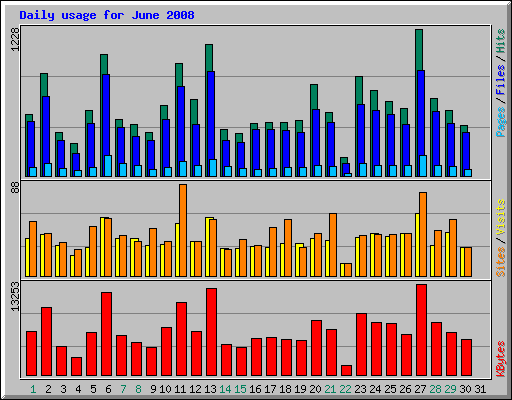 Daily usage for June 2008
1228
Pages / Files / Hits
88
Sites / Visits
13253
KBytes
1 2 3 4 5 6 7 8 9 10 11 12 13 14 15 16 17 18 19 20 21 22 23 24 25 26 27 28 29 30 31